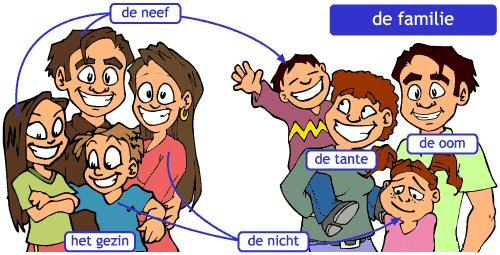 de neef
de familie
de tante
de oom
het gezin
de nicht